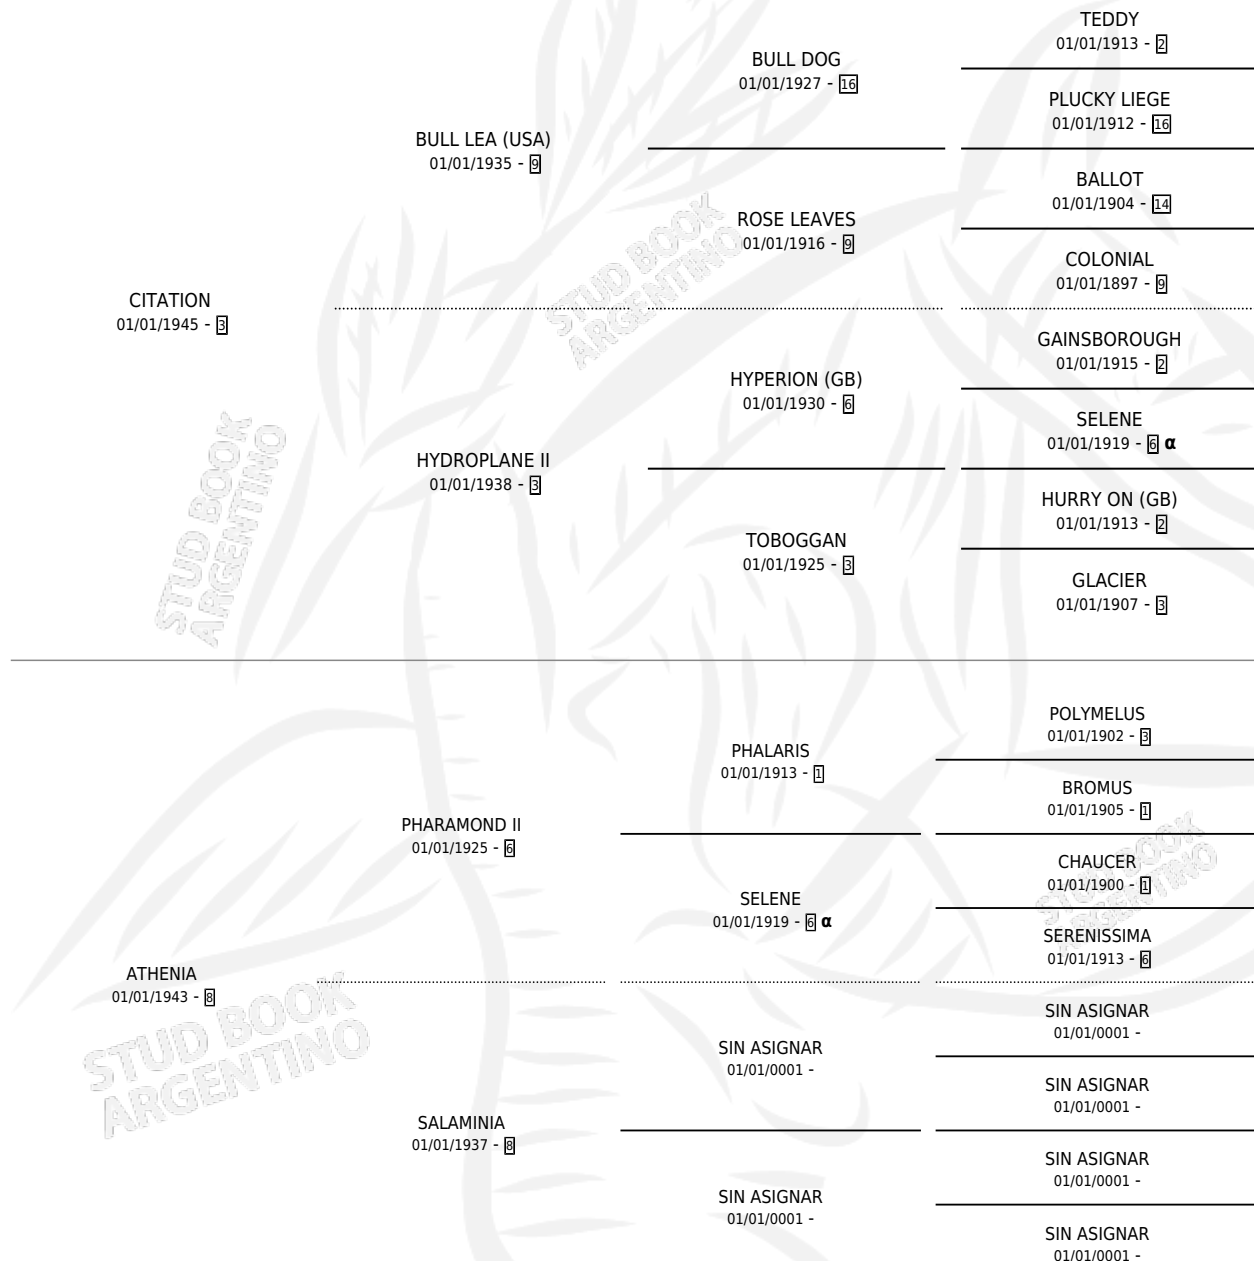 TEDDY
01/01/1913 - 2
BULL DOG
01/01/1927 - 16
PLUCKY LIEGE
01/01/1912 - 16
BULL LEA (USA)
01/01/1935 - 9
BALLOT
01/01/1904 - 14
ROSE LEAVES
01/01/1916 - 9
COLONIAL
01/01/1897 - 9
CITATION
01/01/1945 - 3
GAINSBOROUGH
01/01/1915 - 2
HYPERION (GB)
01/01/1930 - 6
SELENE
01/01/1919 - 6 α
HYDROPLANE II
01/01/1938 - 3
HURRY ON (GB)
01/01/1913 - 2
TOBOGGAN
01/01/1925 - 3
GLACIER
01/01/1907 - 3
POLYMELUS
01/01/1902 - 3
PHALARIS
01/01/1913 - 1
BROMUS
01/01/1905 - 1
PHARAMOND II
01/01/1925 - 6
CHAUCER
01/01/1900 - 1
SELENE
01/01/1919 - 6 α
SERENISSIMA
01/01/1913 - 6
ATHENIA
01/01/1943 - 8
SIN ASIGNAR
01/01/0001 -
SIN ASIGNAR
01/01/0001 -
SIN ASIGNAR
01/01/0001 -
SALAMINIA
01/01/1937 - 8
SIN ASIGNAR
01/01/0001 -
SIN ASIGNAR
01/01/0001 -
SIN ASIGNAR
01/01/0001 -
STUD BOOK
ARGENTINO
STUD BOOK
ARGENTINO
STUD BOOK
ARGENTINO
STUD BOOK
ARGENTINO